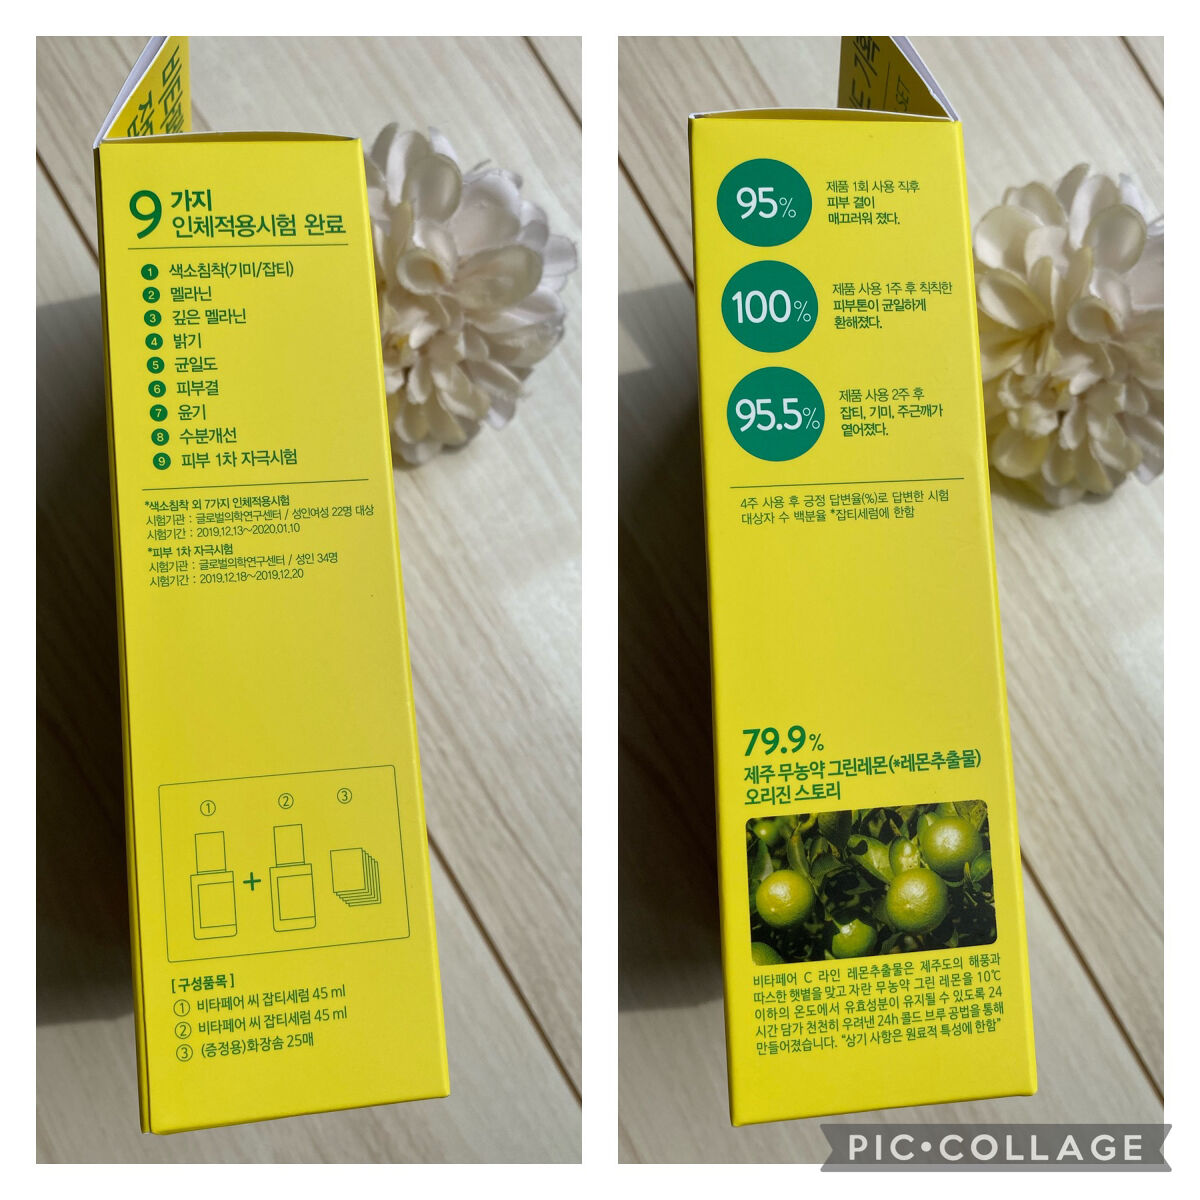 9 가지
인체적용시험 완료
1 색소침착(기미/잡티)
2 멜라닌
3 깊은 멜라닌
4 밝기
5 균일도
6 피부결
7 윤기
8 수분개선
9 피부 1차 자극시험
*색소침착 외 7가지 인체적용시험
시험기관 : 글로벌의학연구센터 / 성인여성 22명 대상
시험기간 : 2019.12.13~2020.01.10
*피부 1차 자극시험
시험기관 : 글로벌의학연구센터 / 성인 34명
시험기간 : 2019.12.18~2019.12.20
① ② ③
+
[구성품목]
① 비타페어 씨 잡티세럼 45 ml
② 비타페어 씨 잡티세럼 45 ml
③ (증정용)화장솜 25매
95%
제품 1회 사용 직후
피부 결이
매끄러워 졌다.
100%
제품 사용 1주 후 칙칙한
피부톤이 균일하게
환해졌다.
95.5%
제품 사용 2주 후
잡티, 기미, 주근깨가
옅어졌다.
4주 사용 후 긍정 답변율(%)로 답변한 시험
대상자 수 백분율 *잡티세럼에 한함
79.9%
제주 무농약 그린레몬(*레몬추출물)
오리진 스토리
비타페어 C 라인 레몬추출물은 제주도의 해풍과
따스한 햇볕을 맞고 자란 무농약 그린 레몬을 10℃
이하의 온도에서 유효성분이 유지될 수 있도록 24
시간 담가 천천히 우려낸 24h 콜드 브루 공법을 통해
만들어졌습니다. "상기 사항은 원료적 특성에 한함"
PIC•COLLAGE